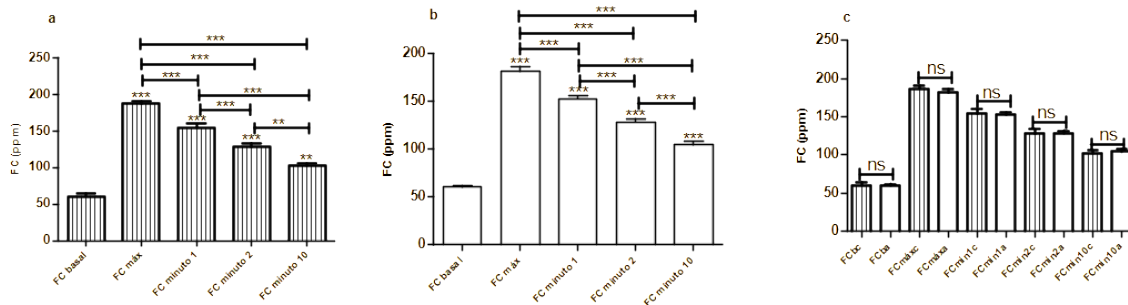 a
***
***
***
***
***
**
***
***
***
**
250
200
150
100
50
0
FC (ppm)
FC basal
FC máx
FC minuto 1
FC minuto 2
FC minuto 10
b
***
***
***
***
***
***
***
***
***
***
200
150
100
50
0
FC (ppm)
FC basal
FC máx
FC minuto 1
FC minuto 2
FC minuto 10
c
ns
ns
ns
ns
ns
250
200
150
100
50
0
FC (ppm)
FCbc
FCba
FCmáxc
FCmáxa
FCmin1c
FCmin1a
FCmin2c
FCmin2a
FCmin10c
FCmin10a